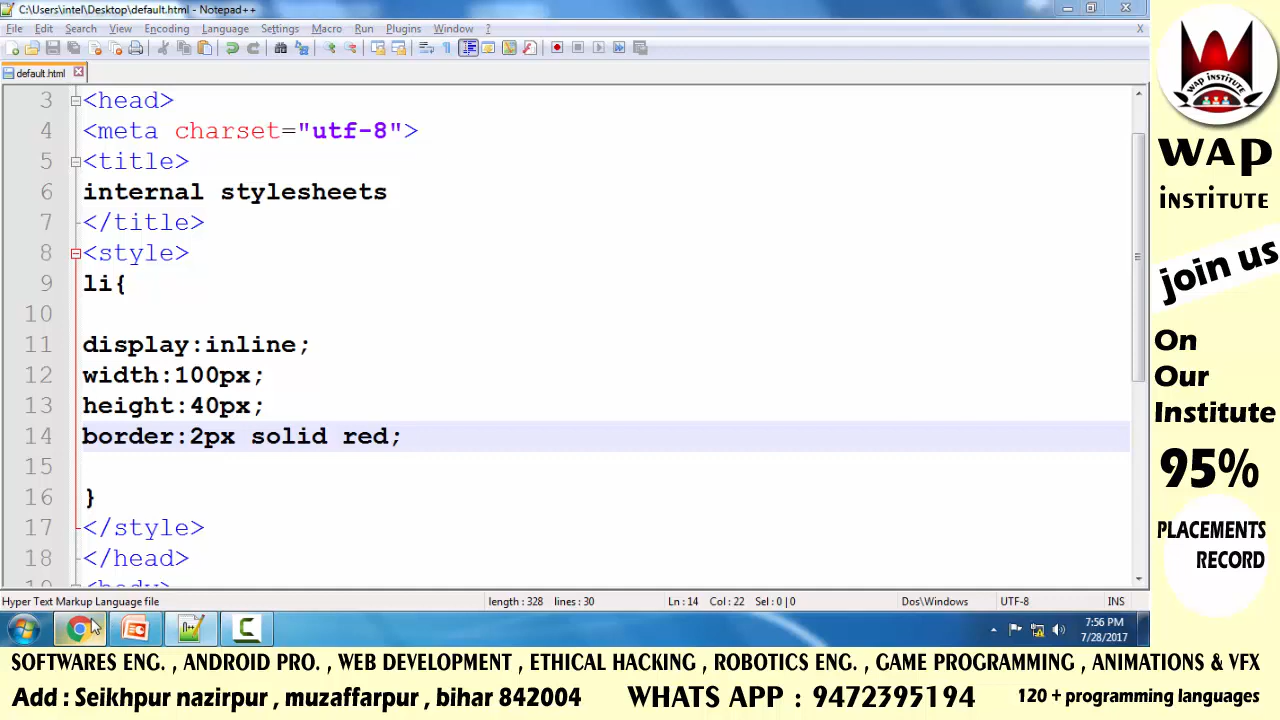 C:\Users\intel\Desktop\default.html - Notepad++
File Edit Search View Encoding Language Settings Macro Run Plugins Window ? X
default.html
3 <head>
4 <meta charset="utf-8">
5 <title>
6 internal stylesheets
7 </title>
8 <style>
9 li{
10
11 display:inline;
12 width:100px;
13 height:40px;
14 border:2px solid red;
15
16 }
17 </style>
18 </head>
19 <body>
Hyper Text Markup Language file length : 328 lines : 30 Ln : 14 Col : 22 Sel : 0 | 0 Dos\Windows UTF-8 INS
7:56 PM
7/28/2017
WAP INSTITUTE
WAP
INSTITUTE
join us
On
Our
Institute
95%
PLACEMENTS
RECORD
SOFTWARES ENG. , ANDROID PRO. , WEB DEVELOPMENT , ETHICAL HACKING , ROBOTICS ENG. , GAME PROGRAMMING , ANIMATIONS & VFX
Add : Seikhpur nazirpur , muzaffarpur , bihar 842004 WHATS APP : 9472395194 120 + programming languages